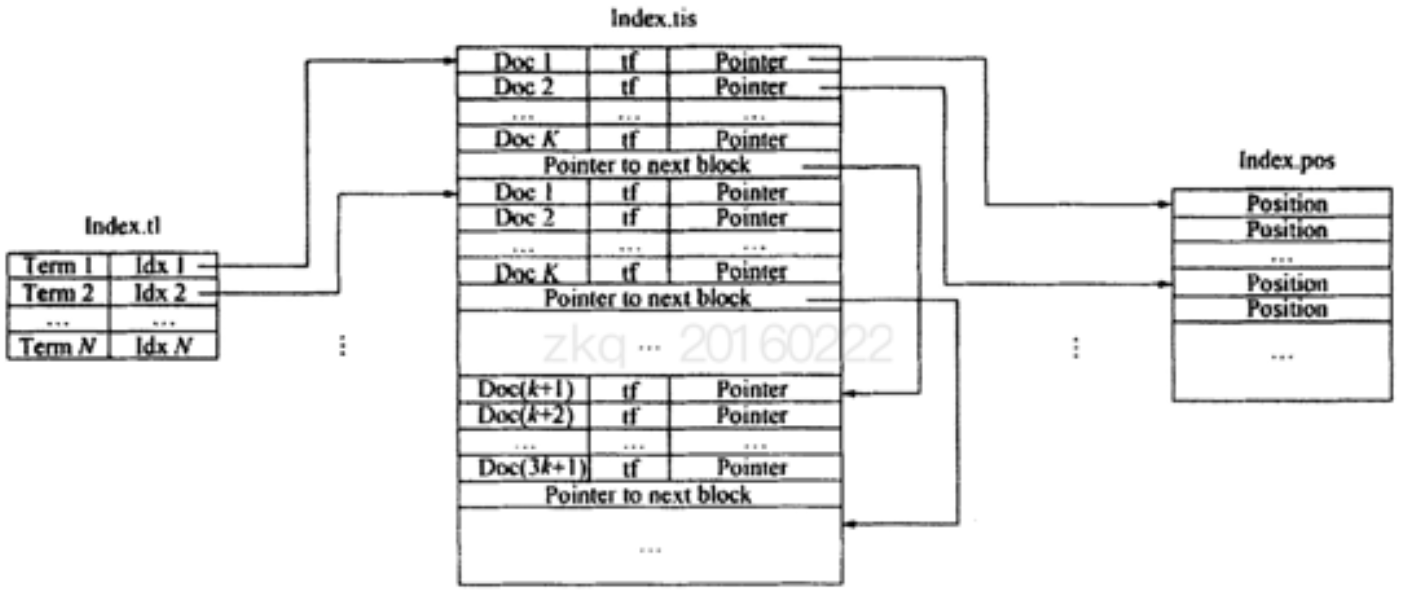 Index.tis
Doc 1 tf Pointer
Doc 2 tf Pointer
... ... ...
Doc K tf Pointer
Pointer to next block
Doc 1 tf Pointer
Doc 2 tf Pointer
... ... ...
Doc K tf Pointer
Pointer to next block
...
Doc(k+1) tf Pointer
Doc(k+2) tf Pointer
... ... ...
Doc(3k+1) tf Pointer
Pointer to next block
...
Index.tl
Term 1 Idx 1
Term 2 Idx 2
... ...
Term N Idx N
Index.pos
Position
Position
...
Position
Position
...
zkq 20160222